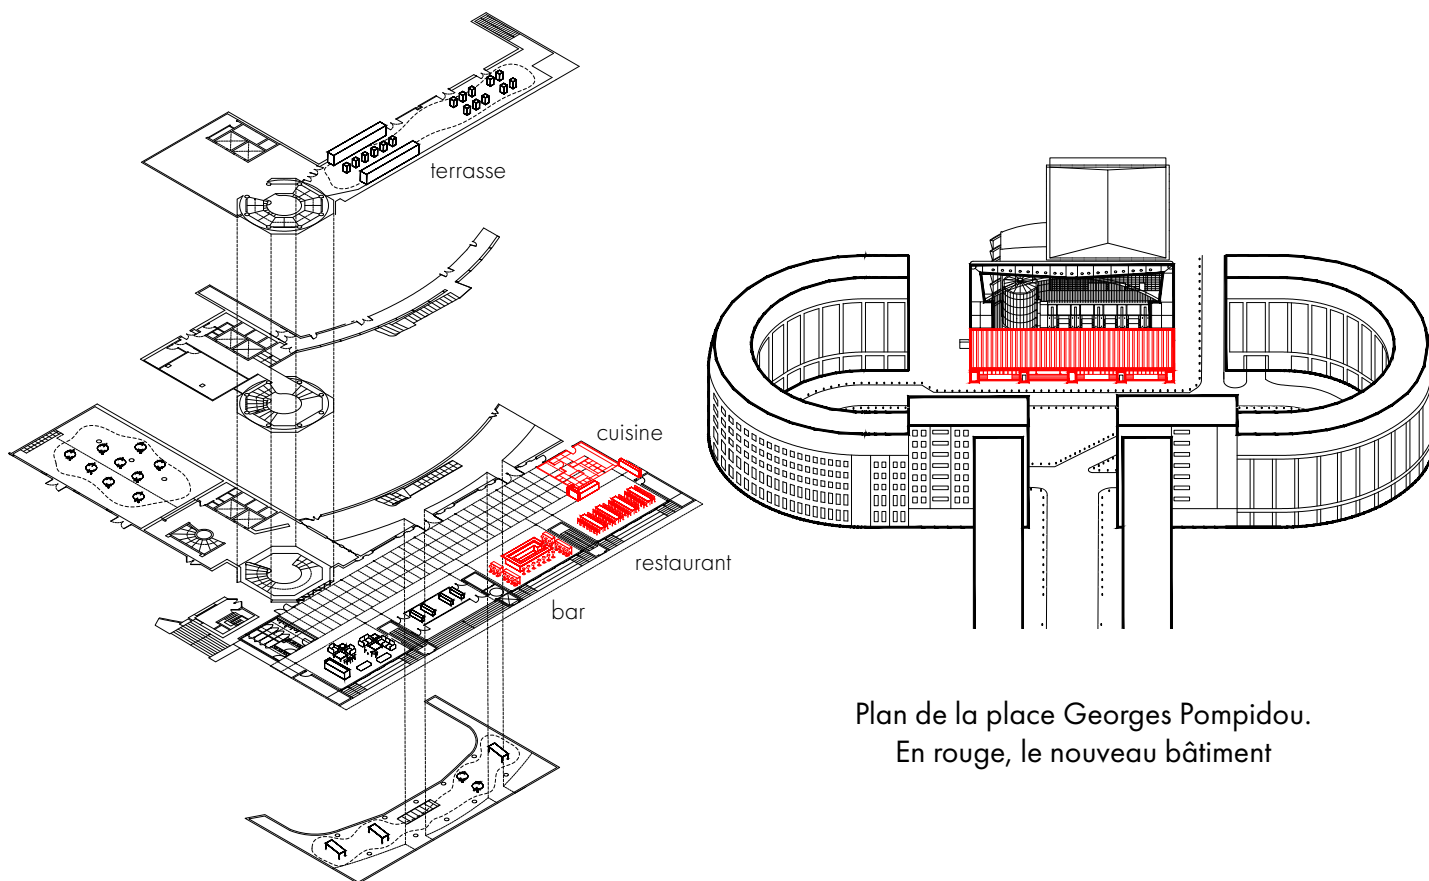 terrasse
cuisine
restaurant
bar
Plan de la place Georges Pompidou.
En rouge, le nouveau bâtiment